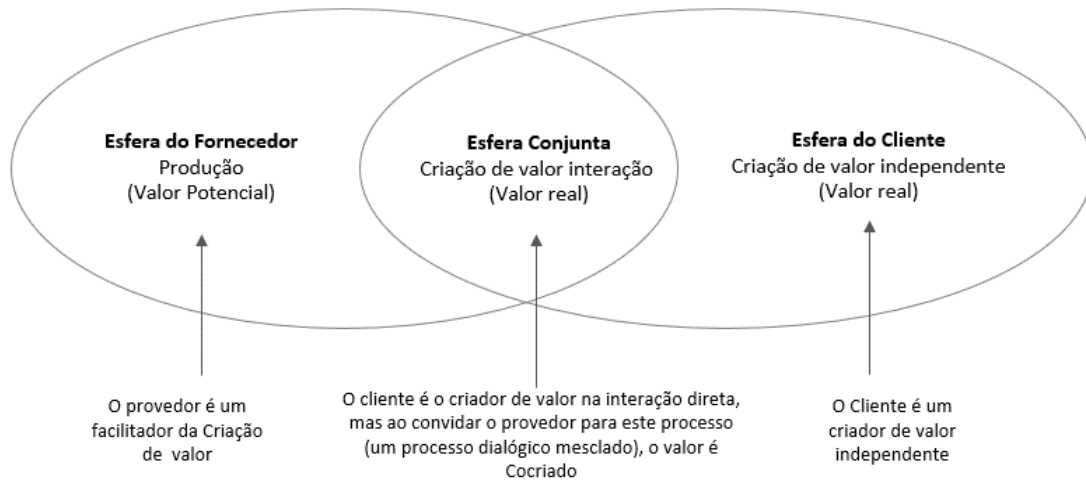 Esfera do Fornecedor
Produção
(Valor Potencial)
Esfera Conjunta
Criação de valor interação
(Valor real)
Esfera do Cliente
Criação de valor independente
(Valor real)
O provedor é um
facilitador da Criação
de valor
O cliente é o criador de valor na interação direta,
mas ao convidar o provedor para este processo
(um processo dialógico mesclado), o valor é
Cocriado
O Cliente é um
criador de valor
independente